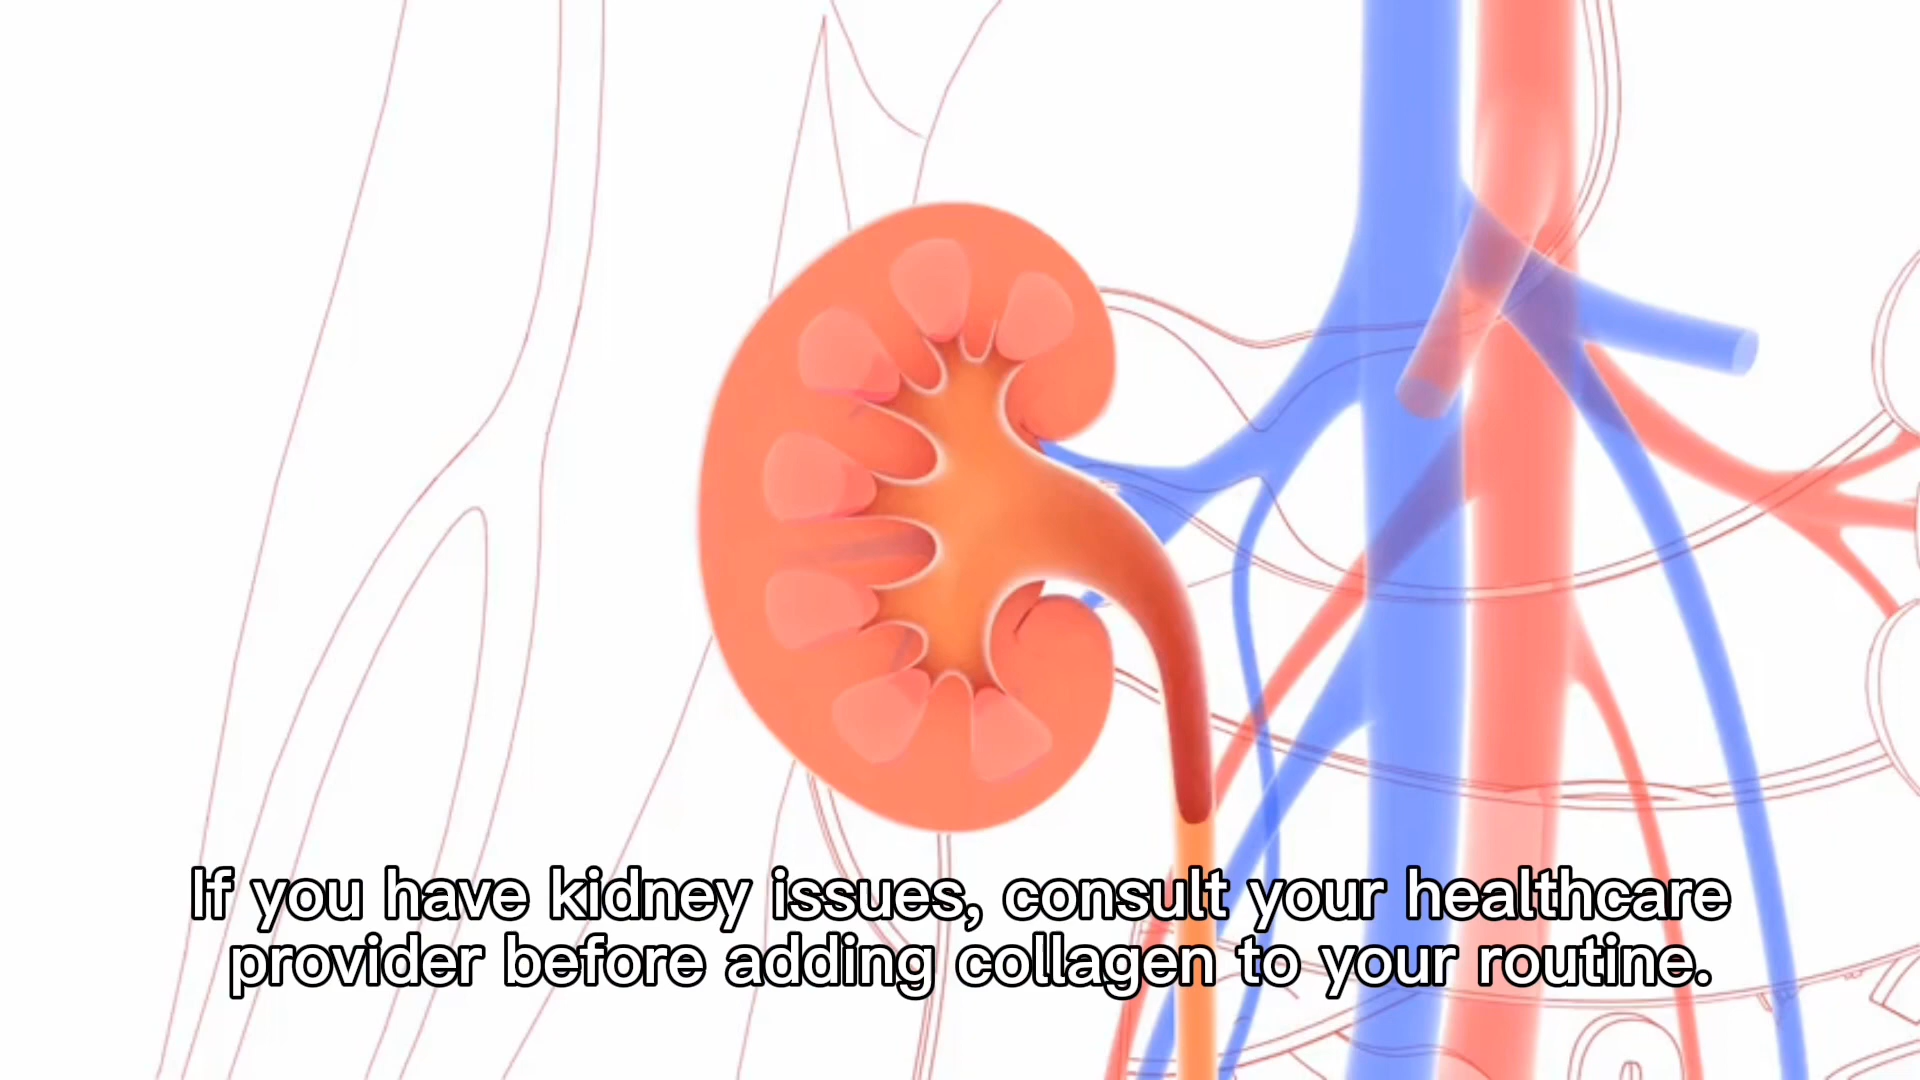 If you have kidney issues, consult your healthcare
provider before adding collagen to your routine.